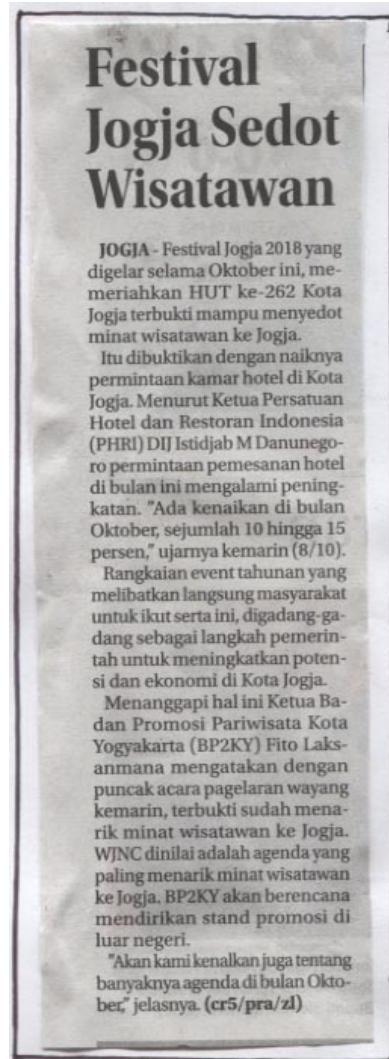 Festival
Jogja Sedot
Wisatawan
JOGJA - Festival Jogja 2018 yang
digelar selama Oktober ini, me-
meriahkan HUT ke-262 Kota
Jogja terbukti mampu menyedot
minat wisatawan ke Jogja.
Itu dibuktikan dengan naiknya
permintaan kamar hotel di Kota
Jogja. Menurut Ketua Persatuan
Hotel dan Restoran Indonesia
(PHRI) DIJ Istidjab M Danunego-
ro permintaan pemesanan hotel
di bulan ini mengalami pening-
katan. "Ada kenaikan di bulan
Oktober, sejumlah 10 hingga 15
persen," ujarnya kemarin (8/10).
Rangkaian event tahunan yang
melibatkan langsung masyarakat
untuk ikut serta ini, digadang-ga-
dang sebagai langkah pemerin-
tah untuk meningkatkan poten-
si dan ekonomi di Kota Jogja.
Menanggapi hal ini Ketua Ba-
dan Promosi Pariwisata Kota
Yogyakarta (BP2KY) Fito Laks-
anmana mengatakan dengan
puncak acara pagelaran wayang
kemarin, terbukti sudah mena-
rik minat wisatawan ke Jogja.
WJNC dinilai adalah agenda yang
paling menarik minat wisatawan
ke Jogja. BP2KY akan berencana
mendirikan stand promosi di
luar negeri.
"Akan kami kenalkan juga tentang
banyaknya agenda di bulan Okto-
ber," jelasnya. (cr5/pra/zl)